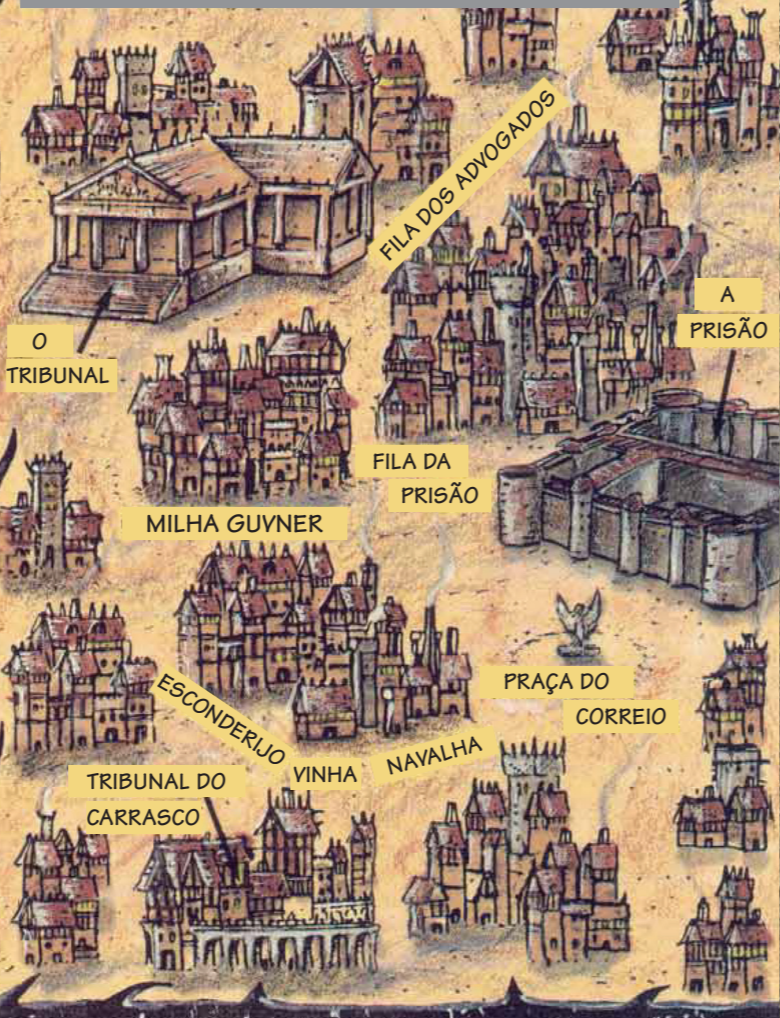 FILA DOS ADVOGADOS
A
PRISÃO
O
TRIBUNAL
FILA DA
PRISÃO
MILHA GUVNER
PRAÇA DO
CORREIO
ESCONDERIJO
VINHA
NAVALHA
TRIBUNAL DO
CARRASCO